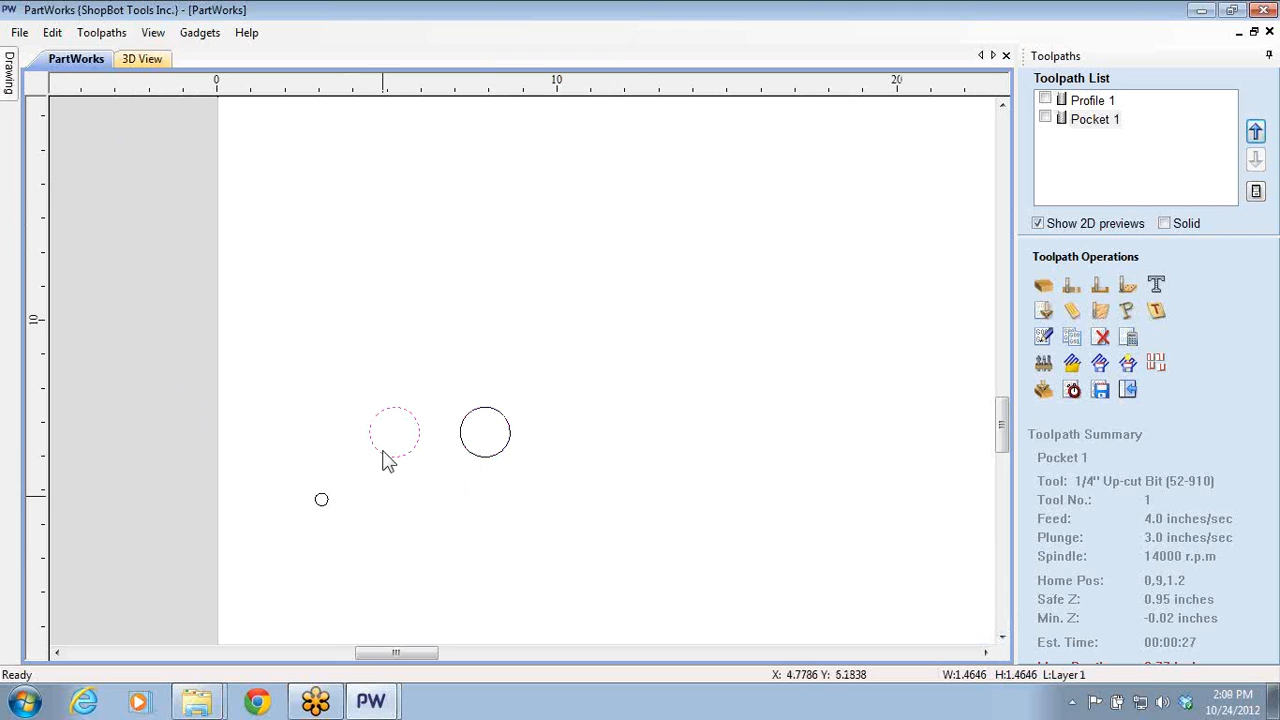 PW PartWorks {ShopBot Tools Inc.} - [PartWorks]
File Edit Toolpaths View Gadgets Help
Drawing
PartWorks 3D View
Toolpaths
0 10 20
10
Toolpath List
Profile 1
Pocket 1
Show 2D previews Solid
Toolpath Operations
Toolpath Summary
Pocket 1
Tool: 1/4" Up-cut Bit (52-910)
Tool No.: 1
Feed: 4.0 inches/sec
Plunge: 3.0 inches/sec
Spindle: 14000 r.p.m
Home Pos: 0,9,1.2
Safe Z: 0.95 inches
Min. Z: -0.02 inches
Est. Time: 00:00:27
Ready X: 4.7786 Y: 5.1838 W:1.4646 H:1.4646 L:Layer1
PW
2:09 PM
10/24/2012